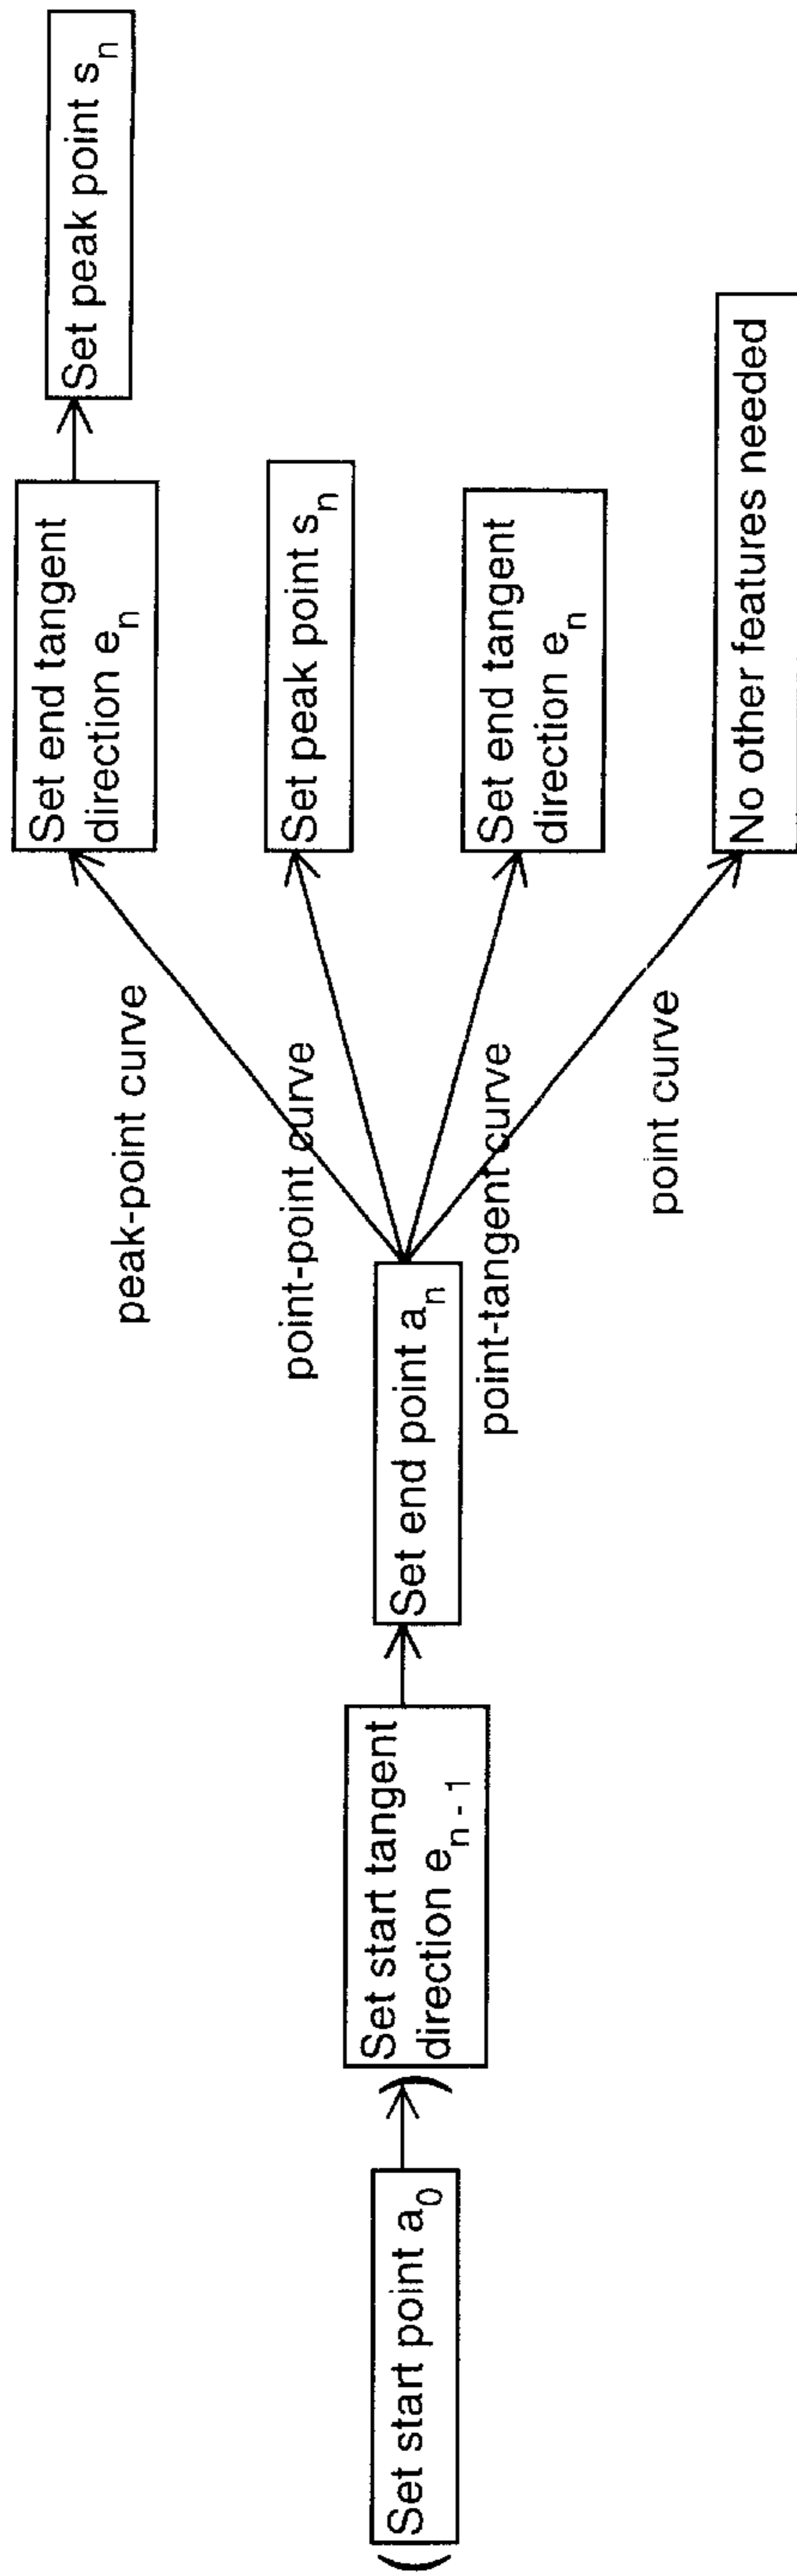 (Set start point a₀)
Set start tangent
direction eₙ ₋ ₁
Set end point aₙ
peak-point curve
point-point curve
point-tangent curve
point curve
Set end tangent
direction eₙ
Set peak point sₙ
Set peak point sₙ
Set end tangent
direction eₙ
No other features needed